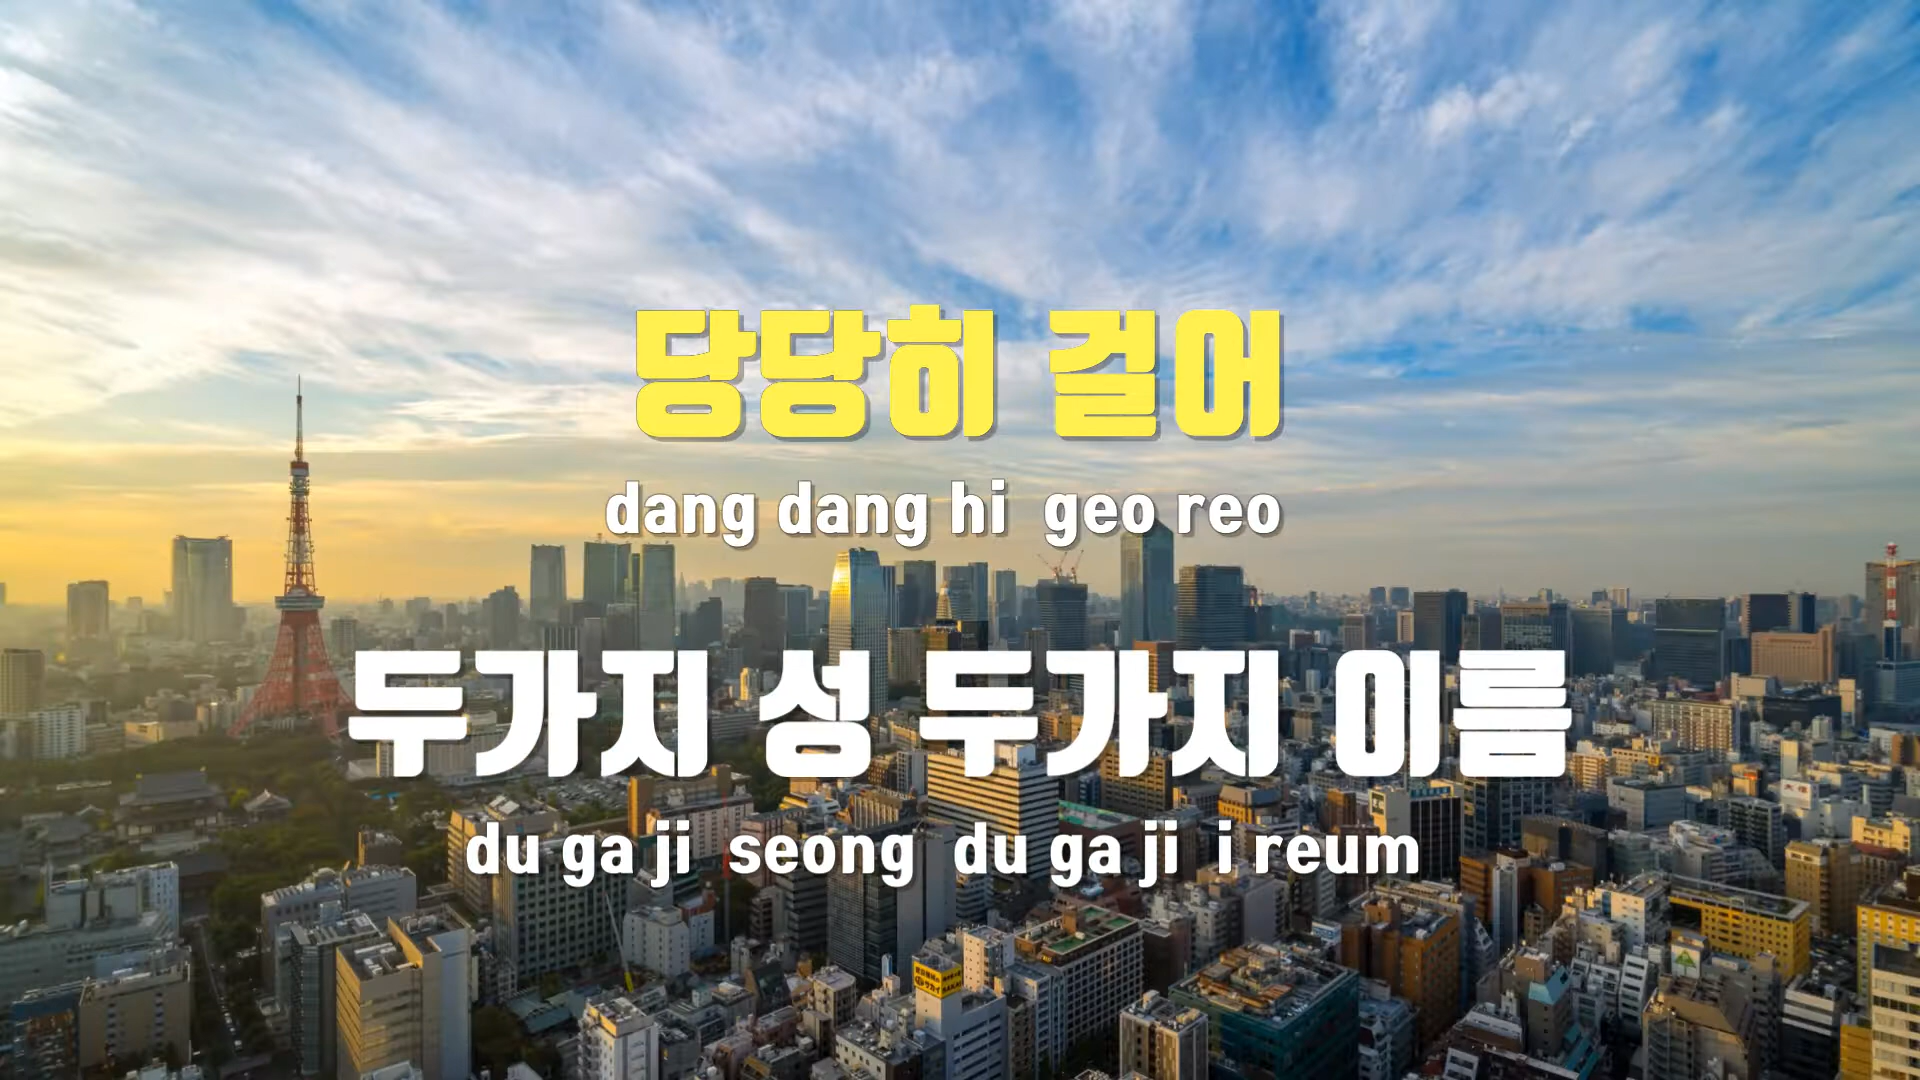 당당히 걸어
dang dang hi geo reo
두가지 성 두가지 이름
du ga ji seong du ga ji i reum